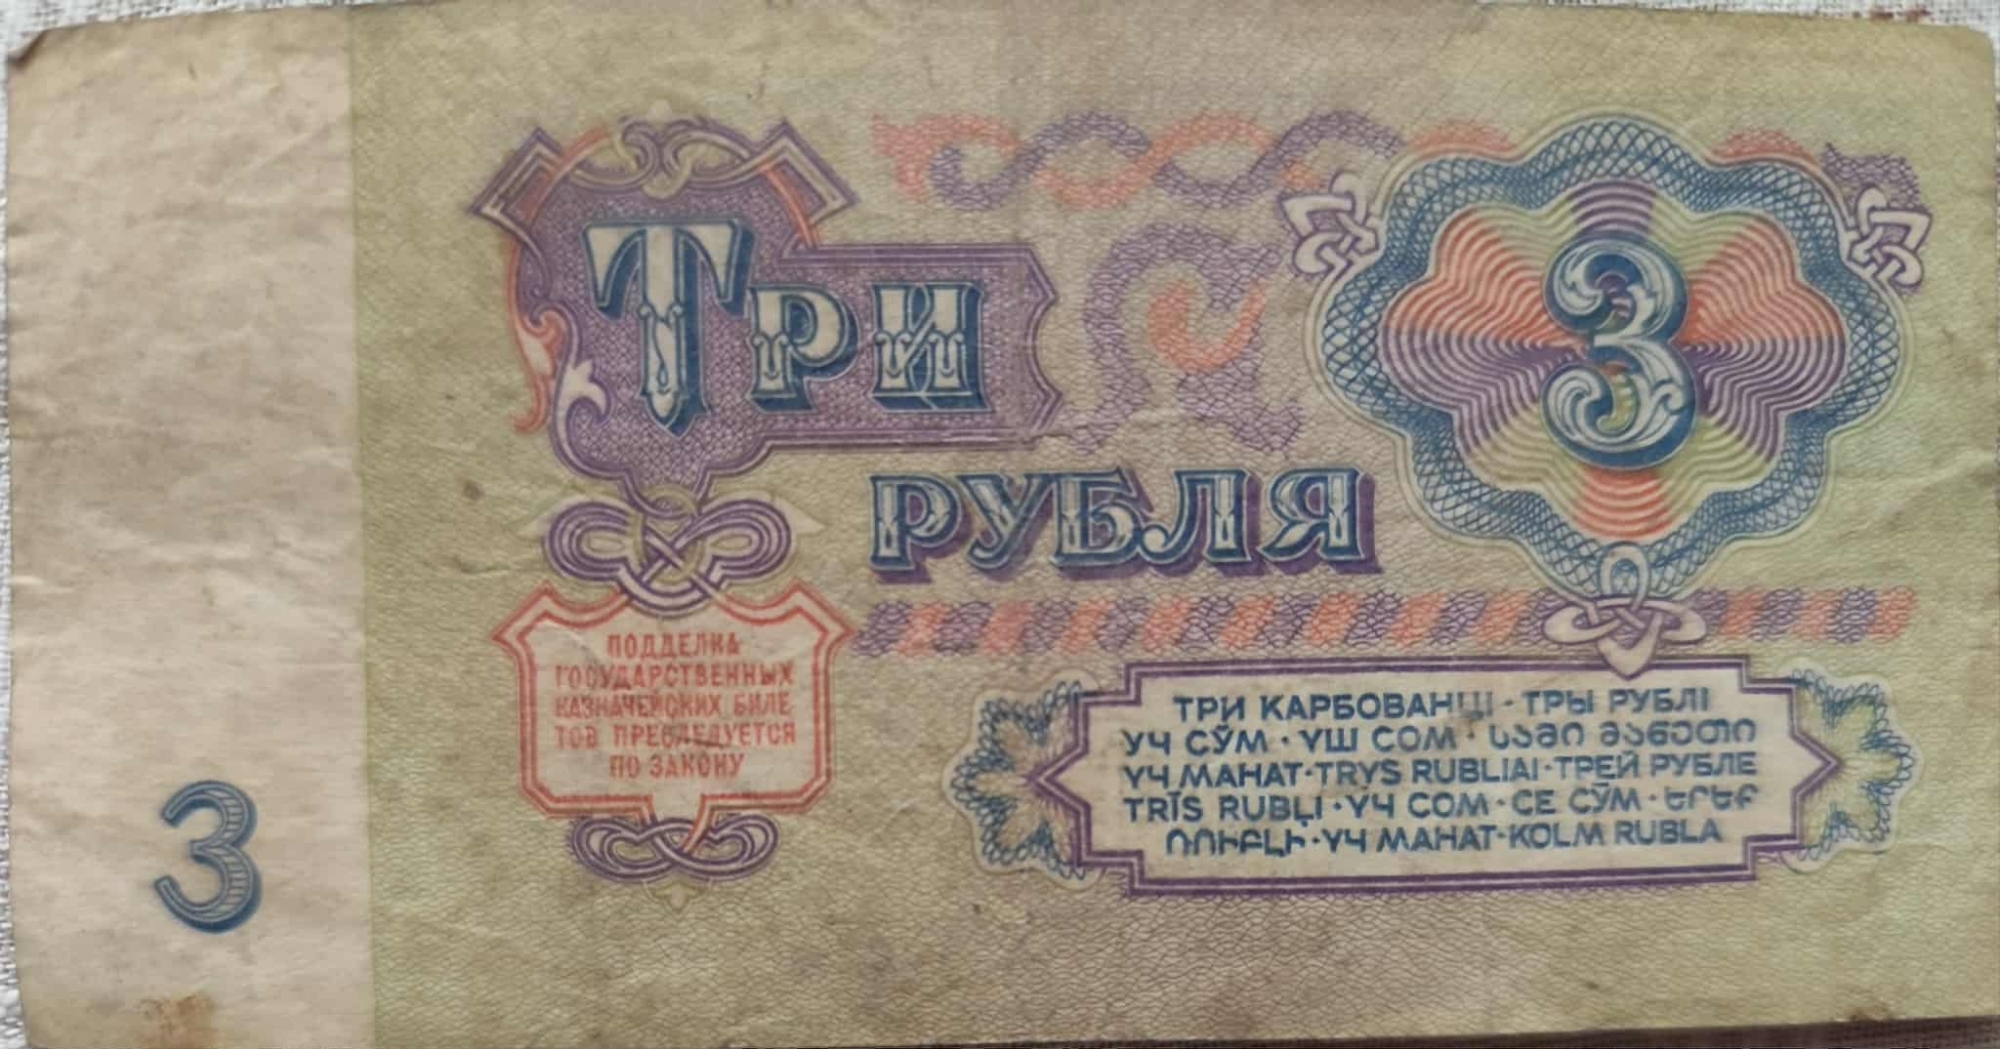 ТРИ
3
РУБЛЯ
ПОДДЕЛКА
ГОСУДАРСТВЕННЫХ
КАЗНАЧЕЙСКИХ БИЛЕ
ТОВ ПРЕСЛЕДУЕТСЯ
ПО ЗАКОНУ
ТРИ КАРБОВАНЦІ · ТРЫ РУБЛІ
УЧ СЎМ · ҮШ СОМ · ᲡᲐᲛᲘ ᲛᲐᲜᲔᲗᲘ
ҮЧ МАНАТ · TRYS RUBLIAI · ТРЕЙ РУБЛЕ
TRĪS RUBĻI · ҮЧ СОМ · СЕ СӮМ · ԵՐԵՔ
ՌՈՒԲԼԻ · ҮЧ МАНАТ · KOLM RUBLA
3